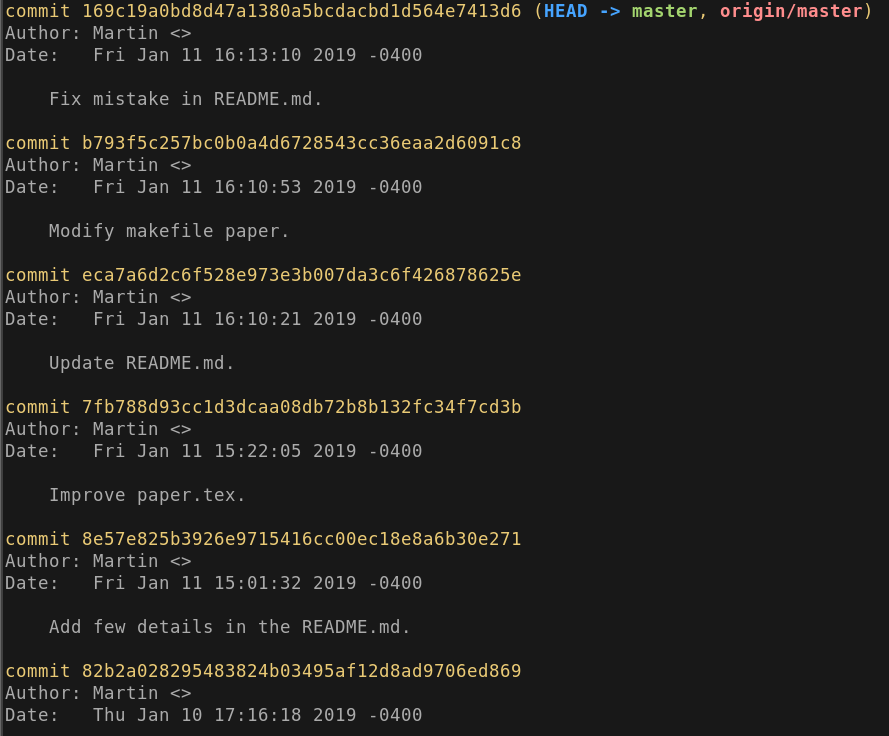 commit 169c19a0bd8d47a1380a5bcdacbd1d564e7413d6 (HEAD -> master, origin/master)
Author: Martin <>
Date:   Fri Jan 11 16:13:10 2019 -0400

    Fix mistake in README.md.

commit b793f5c257bc0b0a4d6728543cc36eaa2d6091c8
Author: Martin <>
Date:   Fri Jan 11 16:10:53 2019 -0400

    Modify makefile paper.

commit eca7a6d2c6f528e973e3b007da3c6f426878625e
Author: Martin <>
Date:   Fri Jan 11 16:10:21 2019 -0400

    Update README.md.

commit 7fb788d93cc1d3dcaa08db72b8b132fc34f7cd3b
Author: Martin <>
Date:   Fri Jan 11 15:22:05 2019 -0400

    Improve paper.tex.

commit 8e57e825b3926e9715416cc00ec18e8a6b30e271
Author: Martin <>
Date:   Fri Jan 11 15:01:32 2019 -0400

    Add few details in the README.md.

commit 82b2a028295483824b03495af12d8ad9706ed869
Author: Martin <>
Date:   Thu Jan 10 17:16:18 2019 -0400